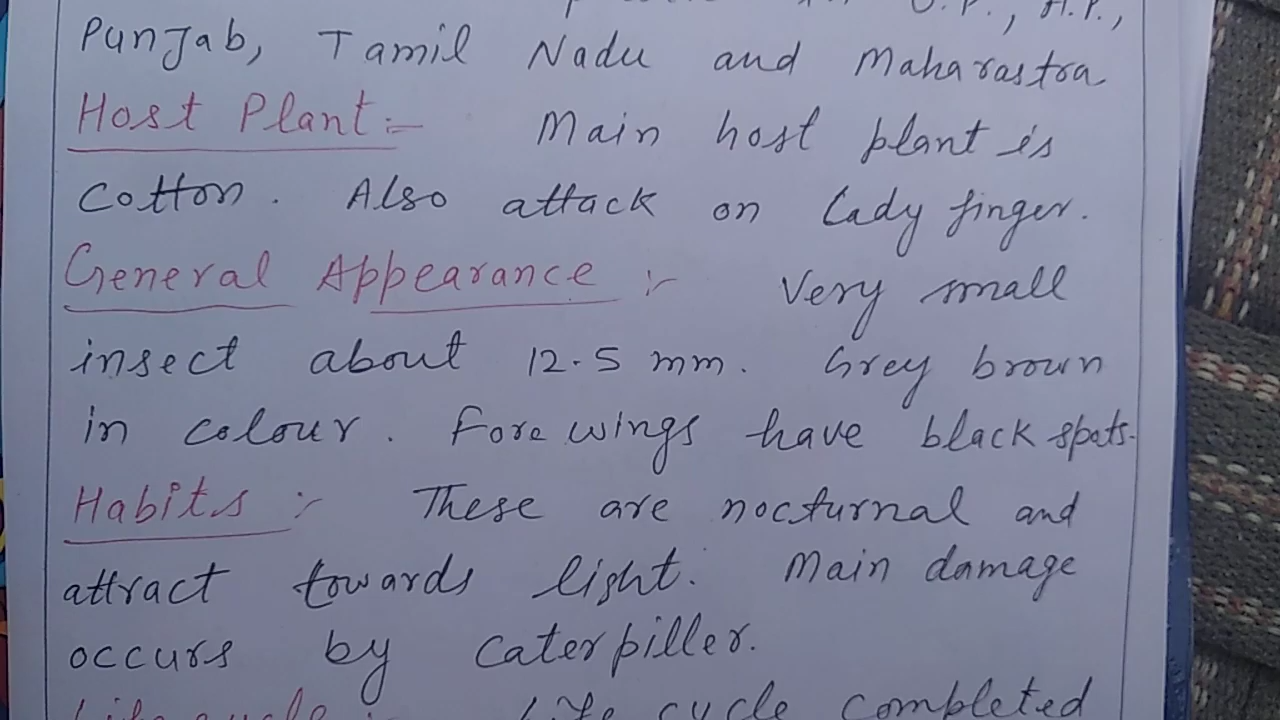 U.P., M.P.,
Punjab, Tamil Nadu and Maharastra
Host Plant :- Main host plant is
Cotton. Also attack on Lady finger.
General Appearance :- Very small
insect about 12.5 mm. Grey brown
in colour. Fore wings have black spots.
Habits :- These are nocturnal and
attract towards light. Main damage
occurs by caterpiller.
Life cycle :- Life cycle completed